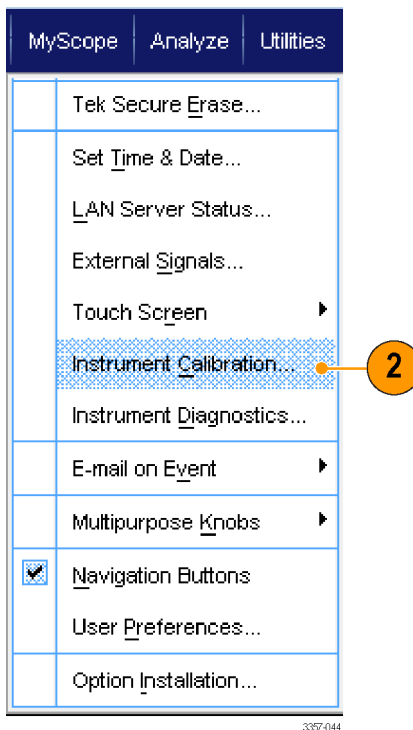 MyScope Analyze Utilities
Tek Secure Erase...
Set Time & Date...
LAN Server Status...
External Signals...
Touch Screen
Instrument Calibration...
2
Instrument Diagnostics...
E-mail on Event
Multipurpose Knobs
Navigation Buttons
User Preferences...
Option Installation...
3357-044